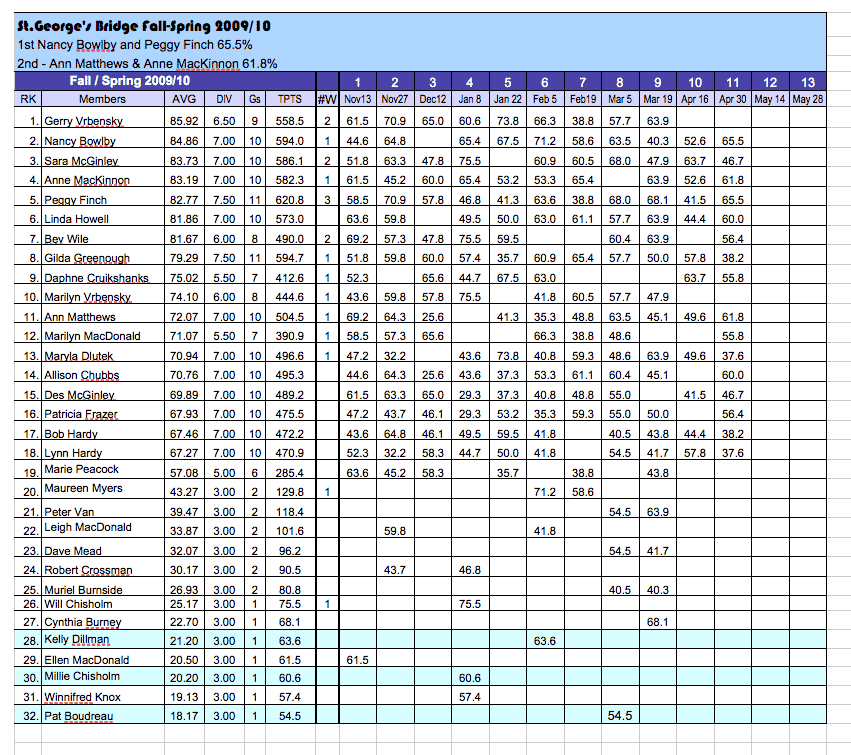 St.George's Bridge Fall-Spring 2009/10
1st Nancy Bowlby and Peggy Finch 65.5%
2nd - Ann Matthews & Anne MacKinnon 61.8%
Fall / Spring 2009/10 1 2 3 4 5 6 7 8 9 10 11 12 13
RK Members AVG DIV Gs TPTS #W Nov13 Nov27 Dec12 Jan 8 Jan 22 Feb 5 Feb19 Mar 5 Mar 19 Apr 16 Apr 30 May 14 May 28
1. Gerry Vrbensky 85.92 6.50 9 558.5 2 61.5 70.9 65.0 60.6 73.8 66.3 38.8 57.7 63.9
2. Nancy Bowlby 84.86 7.00 10 594.0 1 44.6 64.8 65.4 67.5 71.2 58.6 63.5 40.3 52.6 65.5
3. Sara McGinley 83.73 7.00 10 586.1 2 51.8 63.3 47.8 75.5 60.9 60.5 68.0 47.9 63.7 46.7
4. Anne MacKinnon 83.19 7.00 10 582.3 1 61.5 45.2 60.0 65.4 53.2 53.3 65.4 63.9 52.6 61.8
5. Peggy Finch 82.77 7.50 11 620.8 3 58.5 70.9 57.8 46.8 41.3 63.6 38.8 68.0 68.1 41.5 65.5
6. Linda Howell 81.86 7.00 10 573.0 63.6 59.8 49.5 50.0 63.0 61.1 57.7 63.9 44.4 60.0
7. Bev Wile 81.67 6.00 8 490.0 2 69.2 57.3 47.8 75.5 59.5 60.4 63.9 56.4
8. Gilda Greenough 79.29 7.50 11 594.7 1 51.8 59.8 60.0 57.4 35.7 60.9 65.4 57.7 50.0 57.8 38.2
9. Daphne Cruikshanks 75.02 5.50 7 412.6 1 52.3 65.6 44.7 67.5 63.0 63.7 55.8
10. Marilyn Vrbensky 74.10 6.00 8 444.6 1 43.6 59.8 57.8 75.5 41.8 60.5 57.7 47.9
11. Ann Matthews 72.07 7.00 10 504.5 1 69.2 64.3 25.6 41.3 35.3 48.8 63.5 45.1 49.6 61.8
12. Marilyn MacDonald 71.07 5.50 7 390.9 1 58.5 57.3 65.6 66.3 38.8 48.6 55.8
13. Maryla Dlutek 70.94 7.00 10 496.6 1 47.2 32.2 43.6 73.8 40.8 59.3 48.6 63.9 49.6 37.6
14. Allison Chubbs 70.76 7.00 10 495.3 44.6 64.3 25.6 43.6 37.3 53.3 61.1 60.4 45.1 60.0
15. Des McGinley 69.89 7.00 10 489.2 61.5 63.3 65.0 29.3 37.3 40.8 48.8 55.0 41.5 46.7
16. Patricia Frazer 67.93 7.00 10 475.5 47.2 43.7 46.1 29.3 53.2 35.3 59.3 55.0 50.0 56.4
17. Bob Hardy 67.46 7.00 10 472.2 43.6 64.8 46.1 49.5 59.5 41.8 40.5 43.8 44.4 38.2
18. Lynn Hardy 67.27 7.00 10 470.9 52.3 32.2 58.3 44.7 50.0 41.8 54.5 41.7 57.8 37.6
19. Marie Peacock 57.08 5.00 6 285.4 63.6 45.2 58.3 35.7 38.8 43.8
20. Maureen Myers 43.27 3.00 2 129.8 1 71.2 58.6
21. Peter Van 39.47 3.00 2 118.4 54.5 63.9
22. Leigh MacDonald 33.87 3.00 2 101.6 59.8 41.8
23. Dave Mead 32.07 3.00 2 96.2 54.5 41.7
24. Robert Crossman 30.17 3.00 2 90.5 43.7 46.8
25. Muriel Burnside 26.93 3.00 2 80.8 40.5 40.3
26. Will Chisholm 25.17 3.00 1 75.5 1 75.5
27. Cynthia Burney 22.70 3.00 1 68.1 68.1
28. Kelly Dillman 21.20 3.00 1 63.6 63.6
29. Ellen MacDonald 20.50 3.00 1 61.5 61.5
30. Millie Chisholm 20.20 3.00 1 60.6 60.6
31. Winnifred Knox 19.13 3.00 1 57.4 57.4
32. Pat Boudreau 18.17 3.00 1 54.5 54.5